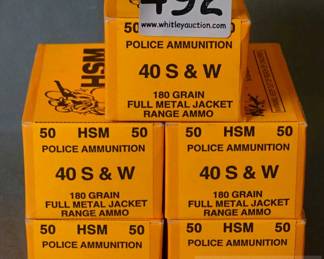 492
www.whitleyauction.com
50 50
POLICE AMMUNITION
40 S & W
180 GRAIN
FULL METAL JACKET
RANGE AMMO
HSM
50 HSM 50
POLICE AMMUNITION
40 S & W
180 GRAIN
FULL METAL JACKET
RANGE AMMO
50 HSM 50
POLICE AMMUNITION
40 S & W
180 GRAIN
FULL METAL JACKET
RANGE AMMO
50 HSM 50
POLICE AMMUNITION
50 HSM 50
POLICE AMMUNITION